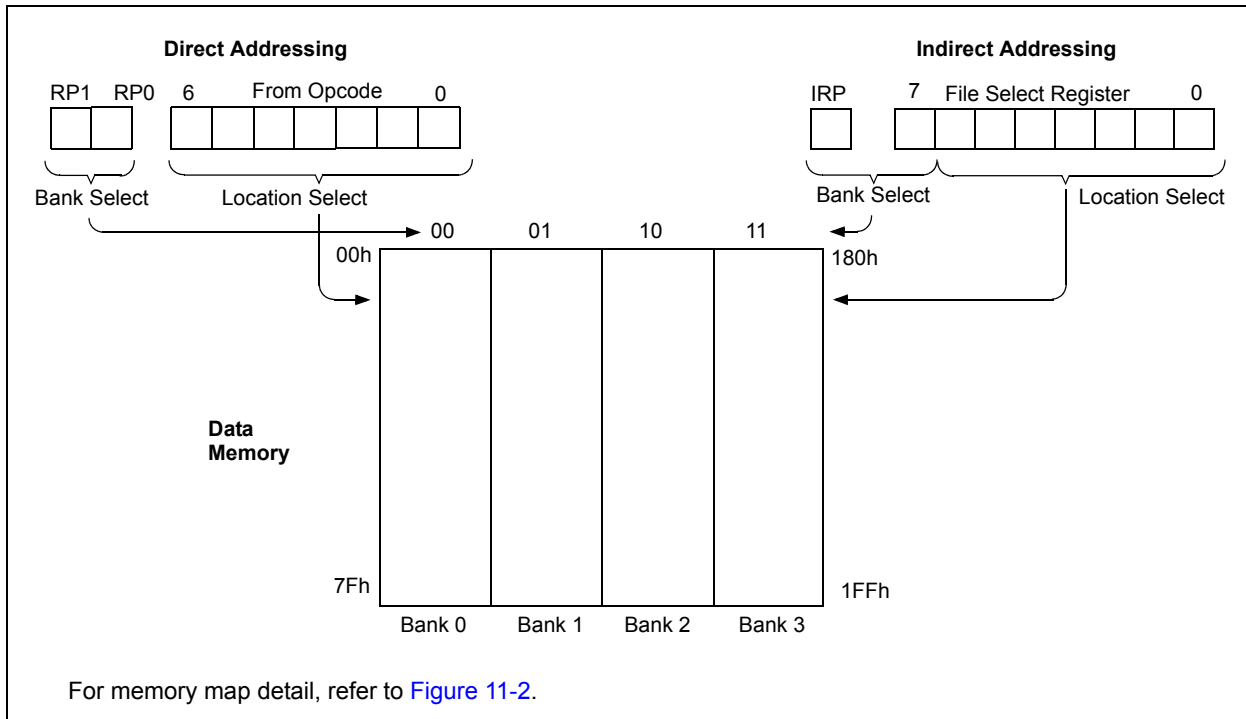 Direct Addressing
Indirect Addressing
RP1 RP0 6 From Opcode 0
IRP 7 File Select Register 0
Bank Select Location Select
Bank Select Location Select
00 01 10 11
00h
180h
Data
Memory
7Fh
1FFh
Bank 0 Bank 1 Bank 2 Bank 3
For memory map detail, refer to Figure 11-2.